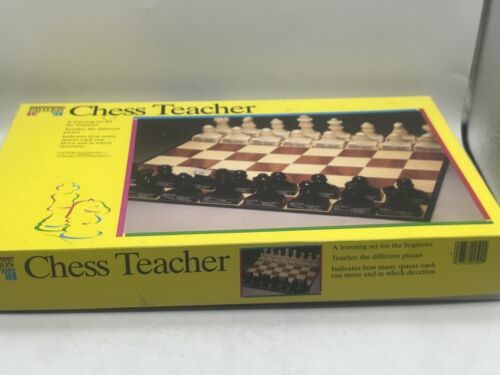 PAVILION
Chess Teacher
A learning set for
the beginner
Teaches the different
pieces
Indicates how many
spaces each can
move and in which
direction
Chess Teacher
A learning set for the beginner
Teaches the different pieces
Indicates how many spaces each
can move and in which direction